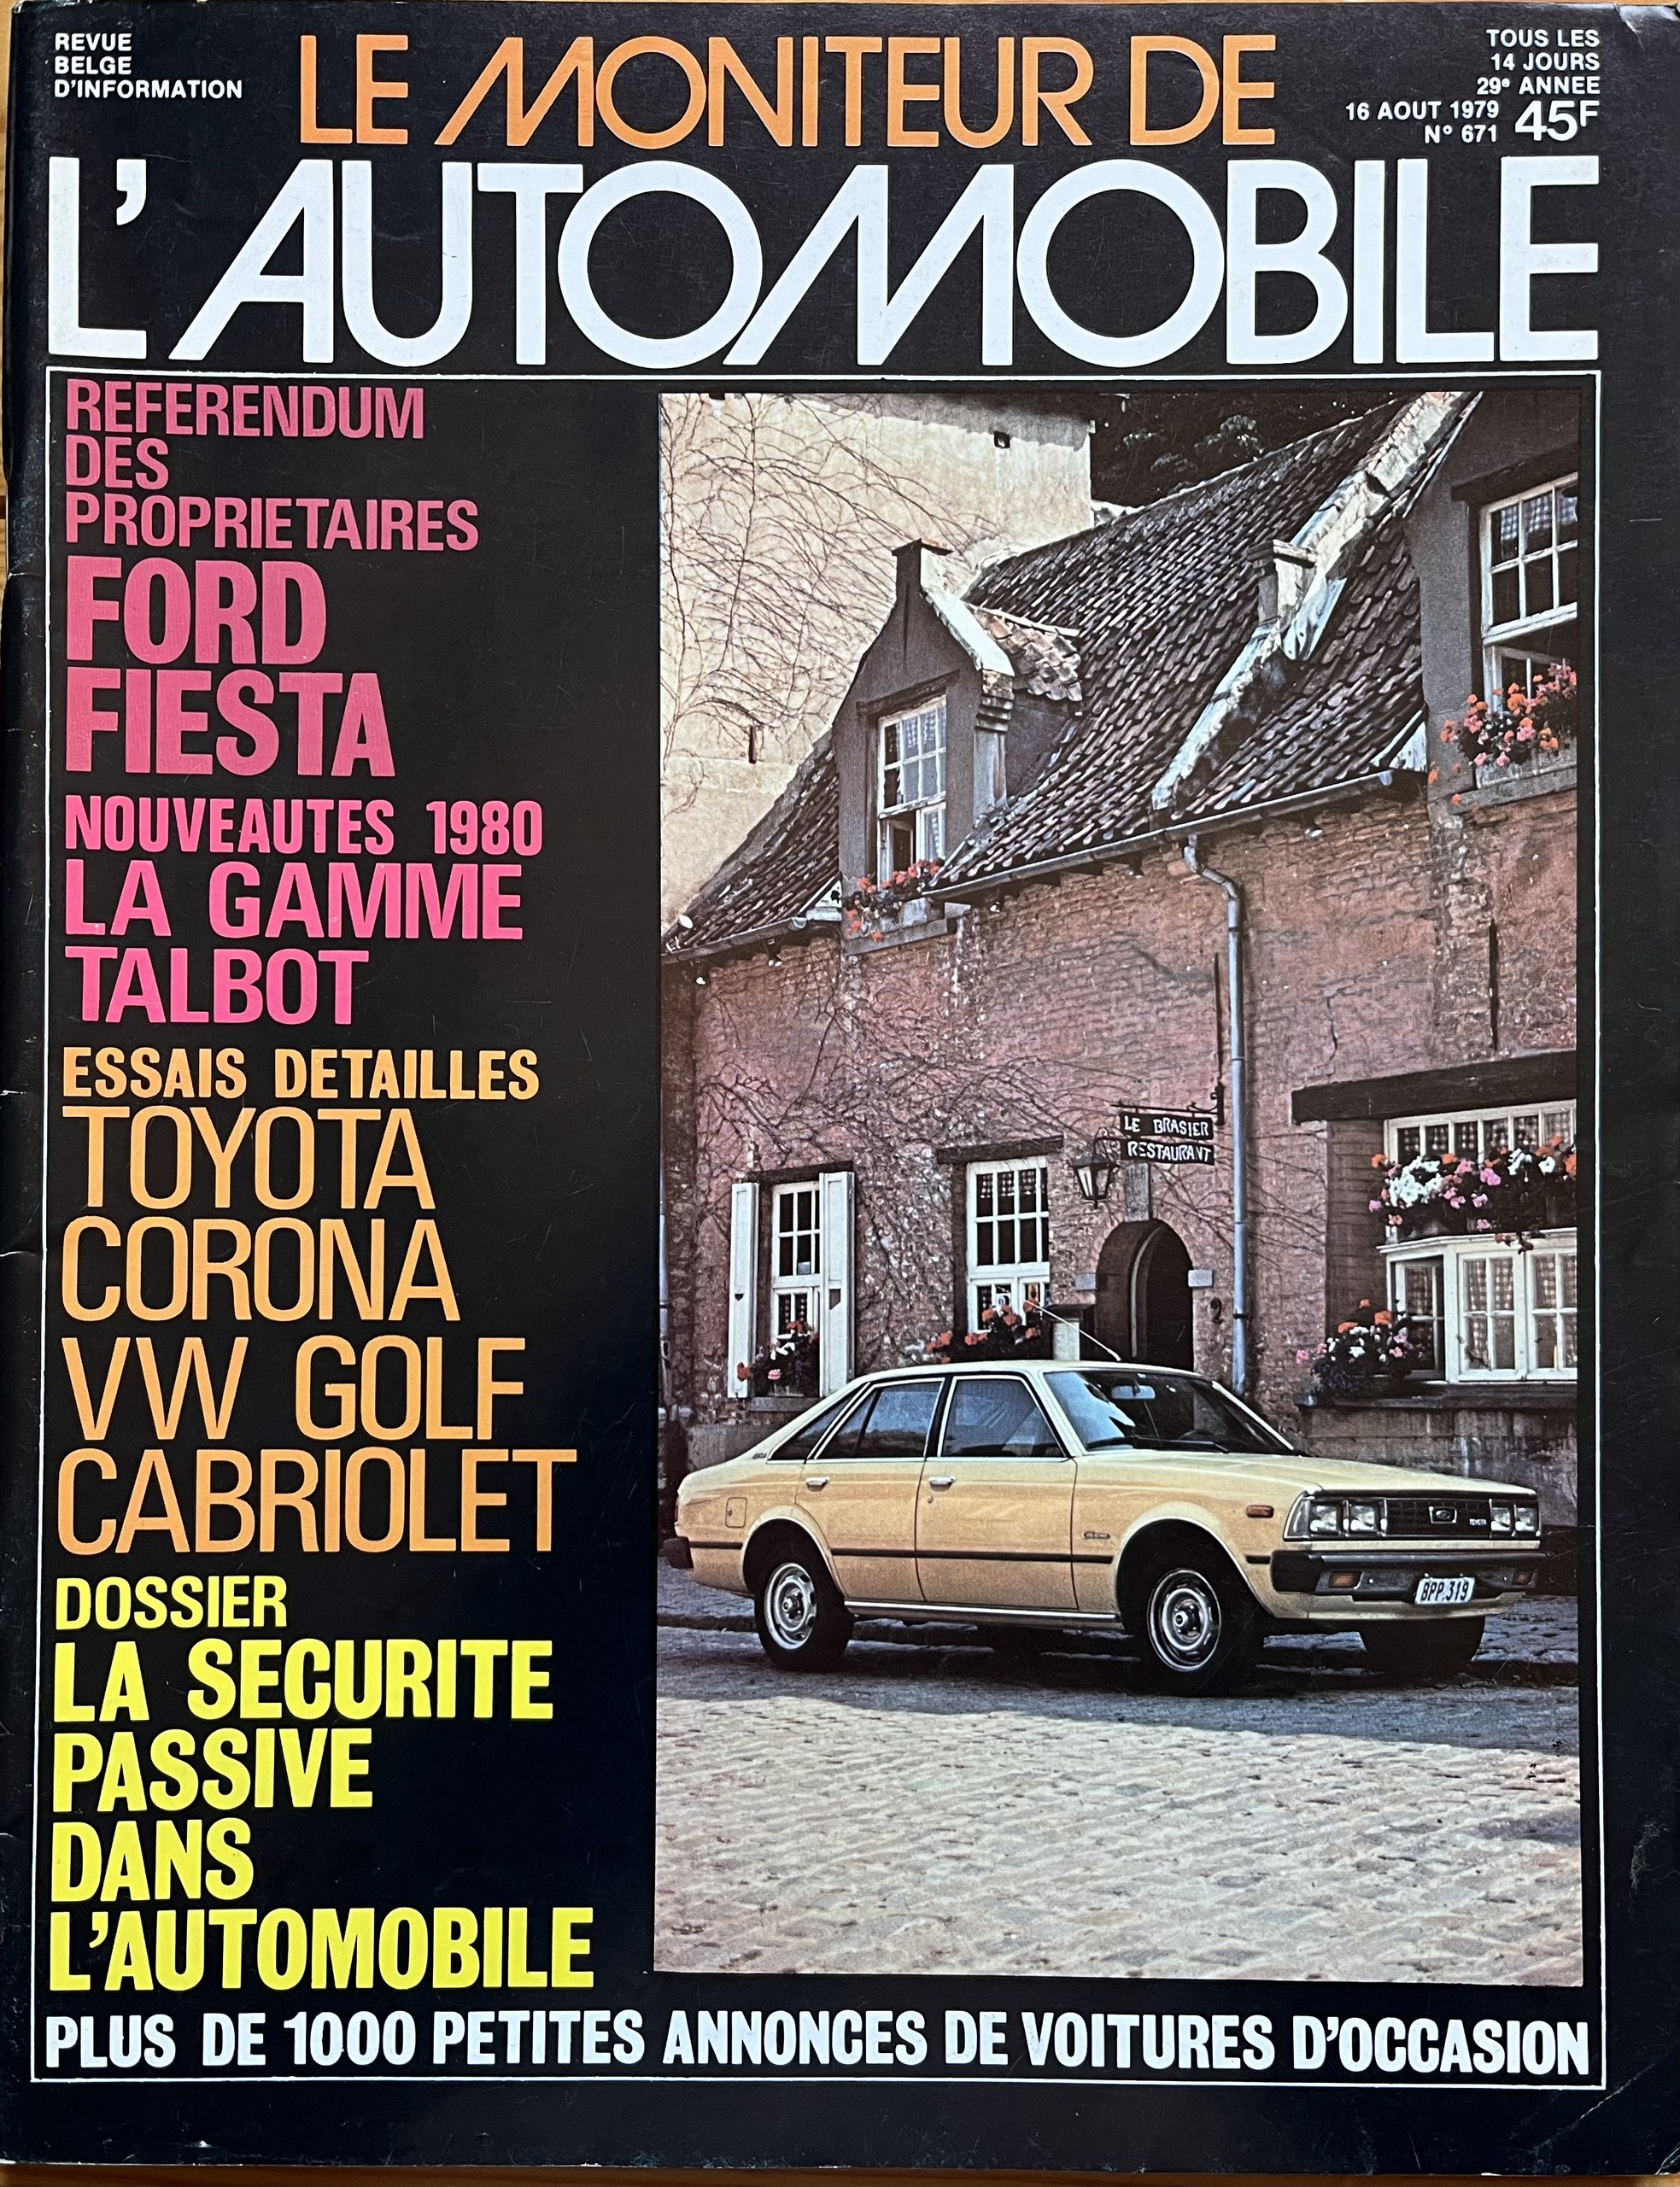 REVUE
BELGE
D'INFORMATION
LE MONITEUR DE
L'AUTOMOBILE
TOUS LES
14 JOURS
29e ANNEE
16 AOUT 1979
N° 671
45F
REFERENDUM
DES
PROPRIETAIRES
FORD
FIESTA
NOUVEAUTES 1980
LA GAMME
TALBOT
ESSAIS DETAILLES
TOYOTA
CORONA
VW GOLF
CABRIOLET
DOSSIER
LA SECURITE
PASSIVE
DANS
L'AUTOMOBILE
LE BRASIER
RESTAURANT
2
BPP.319
PLUS DE 1000 PETITES ANNONCES DE VOITURES D'OCCASION